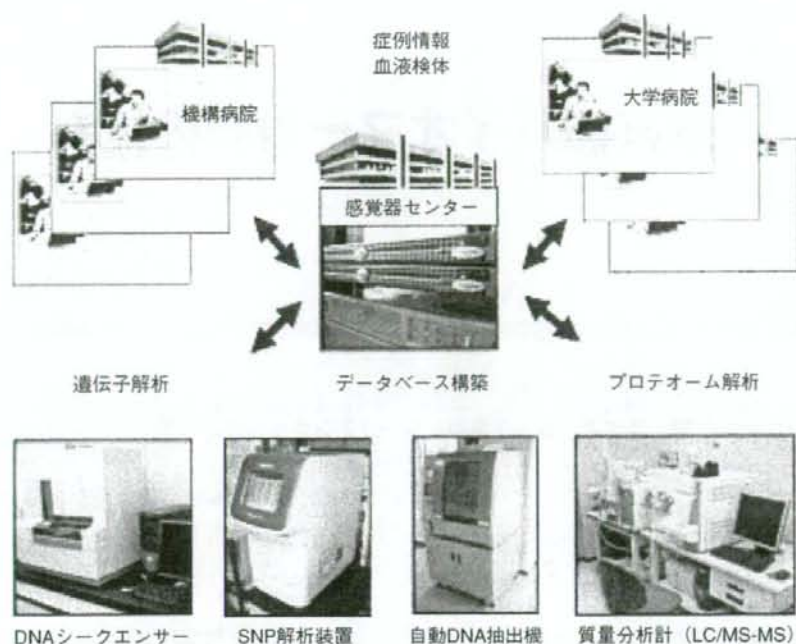 症例情報
血液検体
機構病院
大学病院
感覚器センター
遺伝子解析
データベース構築
プロテオーム解析
DNAシークエンサー
SNP解析装置
自動DNA抽出機
質量分析計（LC/MS-MS）